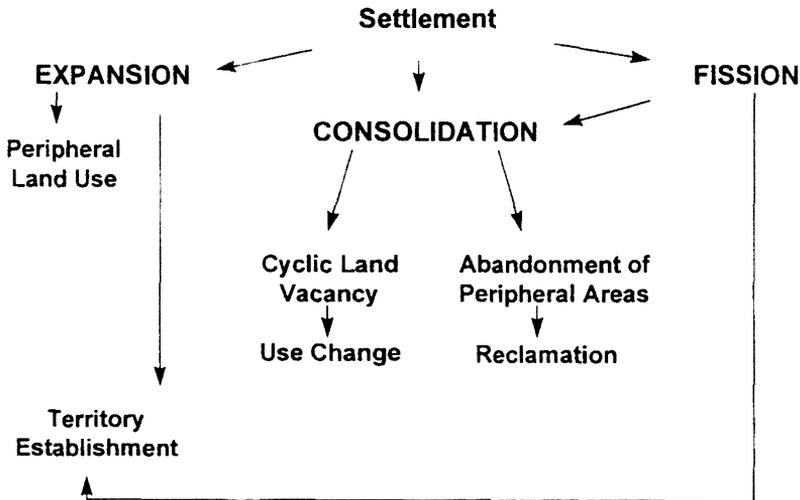 Settlement
EXPANSION
FISSION
CONSOLIDATION
Peripheral
Land Use
Cyclic Land
Vacancy
Abandonment of
Peripheral Areas
Use Change
Reclamation
Territory
Establishment